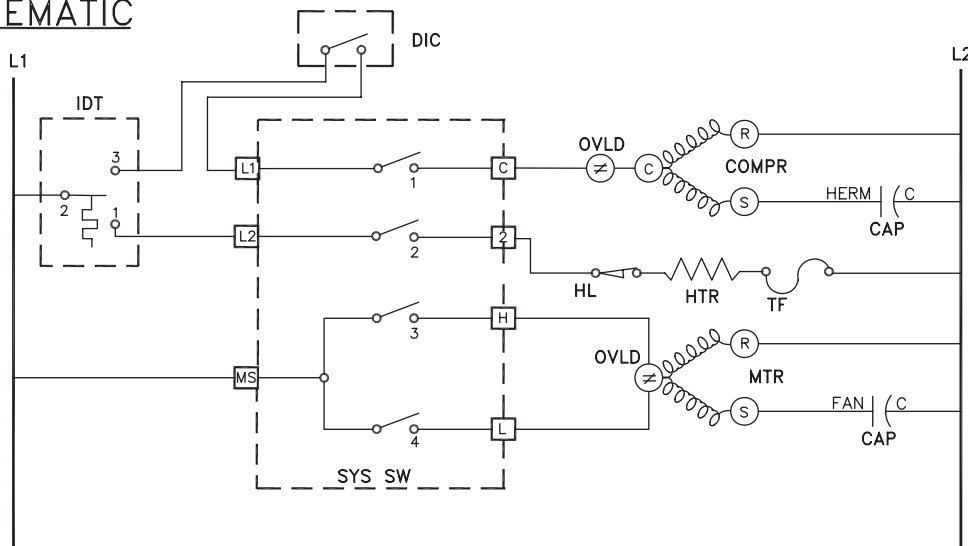 EMATIC
L1
DIC
L2
IDT
3
2
1
L1
1
C
OVLD
C
R
COMPR
S
HERM
C
CAP
L2
2
2
HL
HTR
TF
3
H
OVLD
R
MTR
MS
S
FAN
C
CAP
4
L
SYS SW